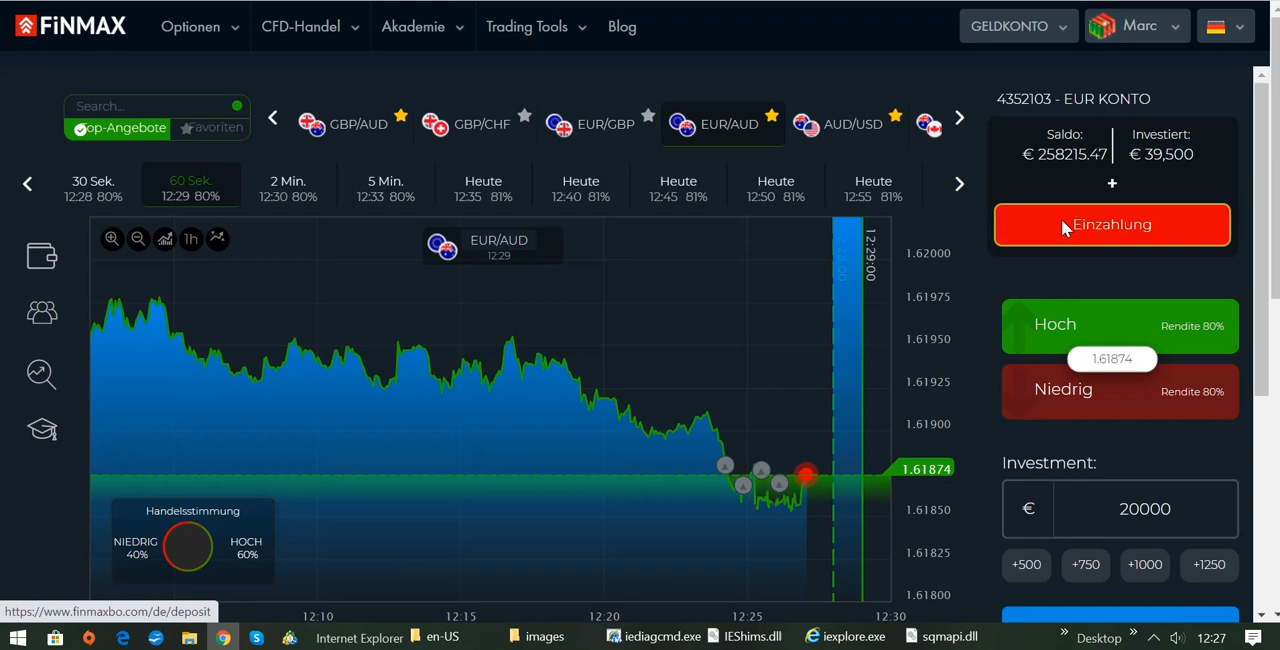 FiNMAX
Optionen
CFD-Handel
Akademie
Trading Tools
Blog
GELDKONTO
Marc
Search...
Top-Angebote
Favoriten
GBP/AUD
GBP/CHF
EUR/GBP
EUR/AUD
AUD/USD
30 Sek.
12:28 80%
60 Sek.
12:29 80%
2 Min.
12:30 80%
5 Min.
12:33 80%
Heute
12:35 81%
Heute
12:40 81%
Heute
12:45 81%
Heute
12:50 81%
Heute
12:55 81%
1h
EUR/AUD
12:29
12:29:00
1.62000
1.61975
1.61950
1.61925
1.61900
1.61874
1.61850
1.61825
1.61800
Handelsstimmung
NIEDRIG
40%
HOCH
60%
12:10
12:15
12:20
12:25
12:30
4352103 - EUR KONTO
Saldo:
€ 258215.47
Investiert:
€ 39,500
+
Einzahlung
Hoch
Rendite 80%
1.61874
Niedrig
Rendite 80%
Investment:
€
20000
+500
+750
+1000
+1250
https://www.finmaxbo.com/de/deposit
Internet Explorer
en-US
images
iediagcmd.exe
IEShims.dll
iexplore.exe
sqmapi.dll
Desktop
12:27